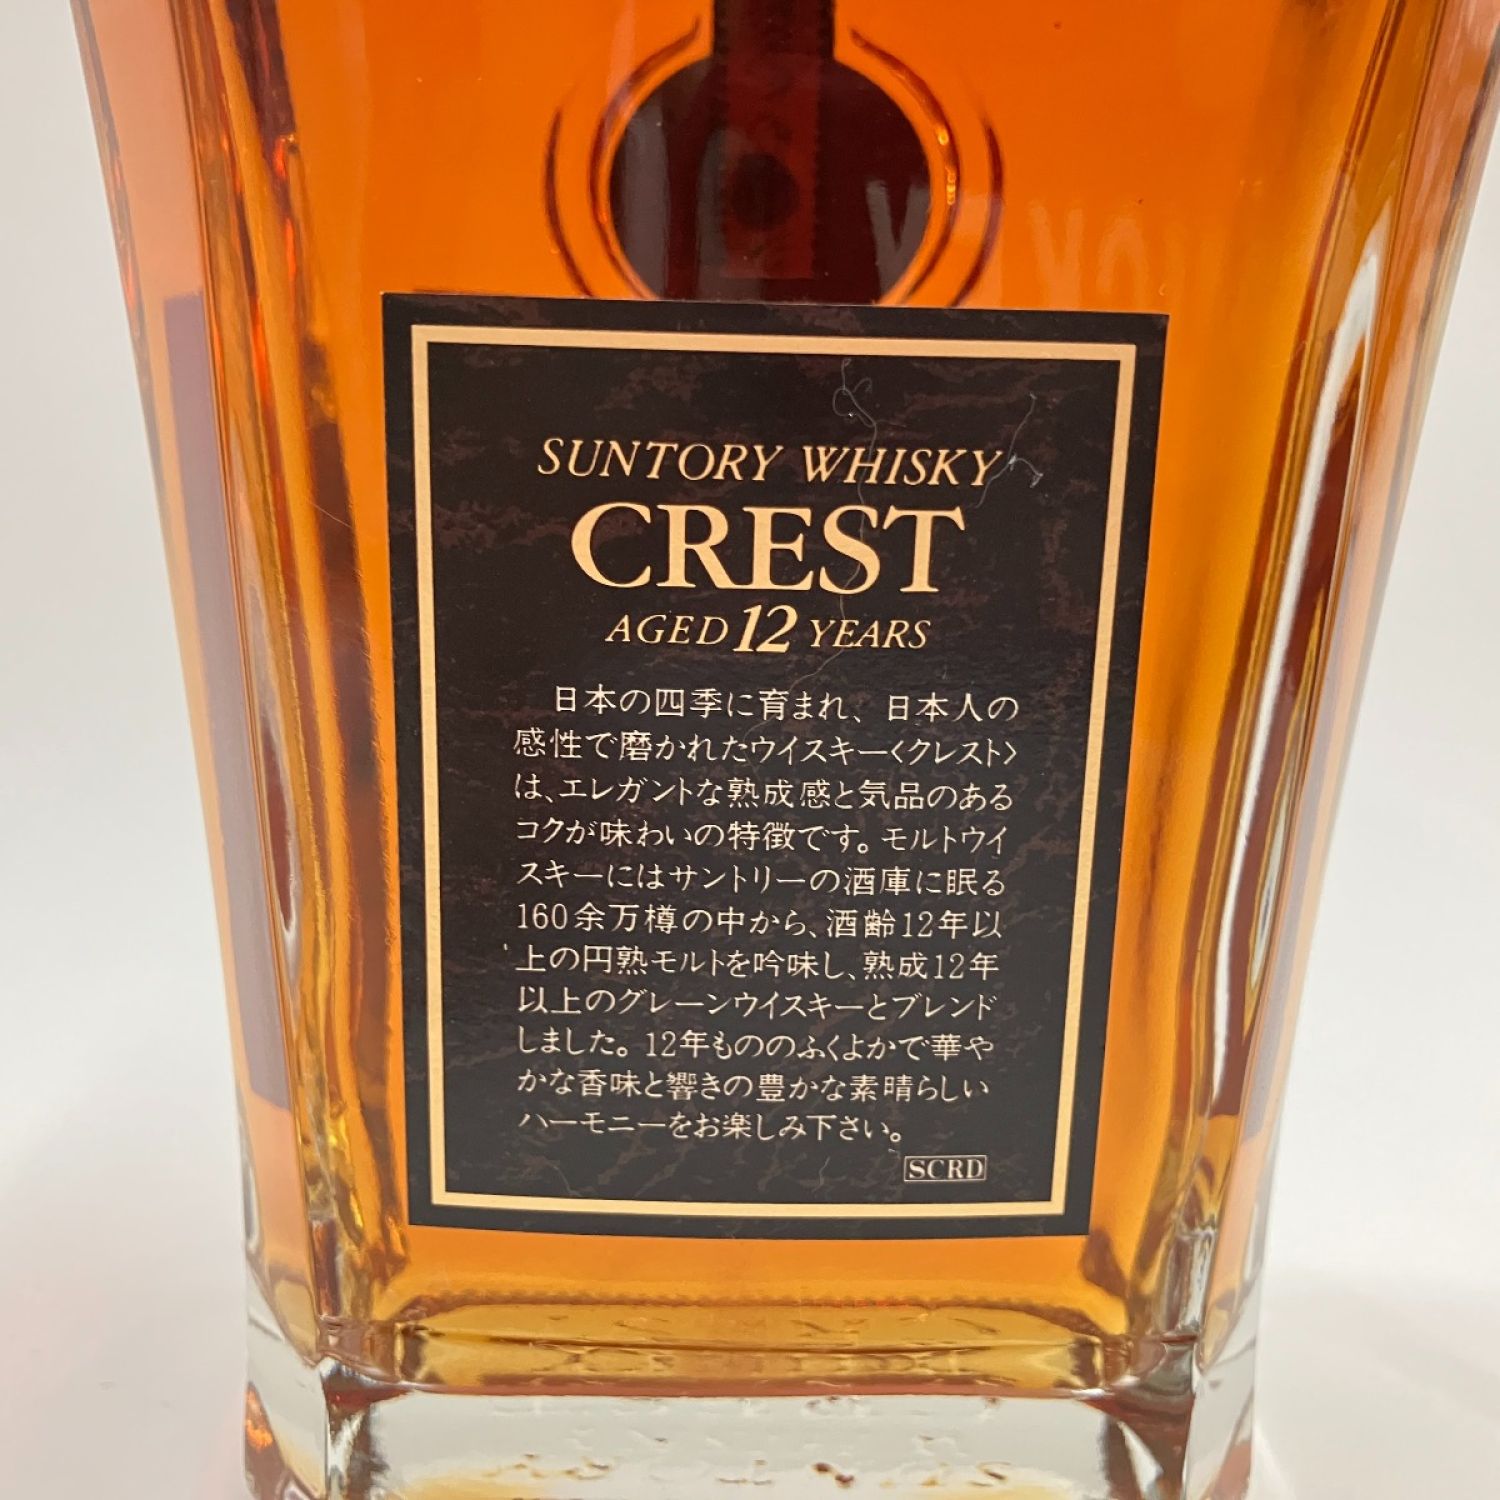 SUNTORY WHISKY
CREST
AGED 12 YEARS
日本の四季に育まれ、日本人の
感性で磨かれたウイスキー〈クレスト〉
は、エレガントな熟成感と気品のある
コクが味わいの特徴です。モルトウイ
スキーにはサントリーの酒庫に眠る
160余万樽の中から、酒齢12年以
上の円熟モルトを吟味し、熟成12年
以上のグレーンウイスキーとブレンド
しました。12年もののふくよかで華や
かな香味と響きの豊かな素晴らしい
ハーモニーをお楽しみ下さい。
SCRD